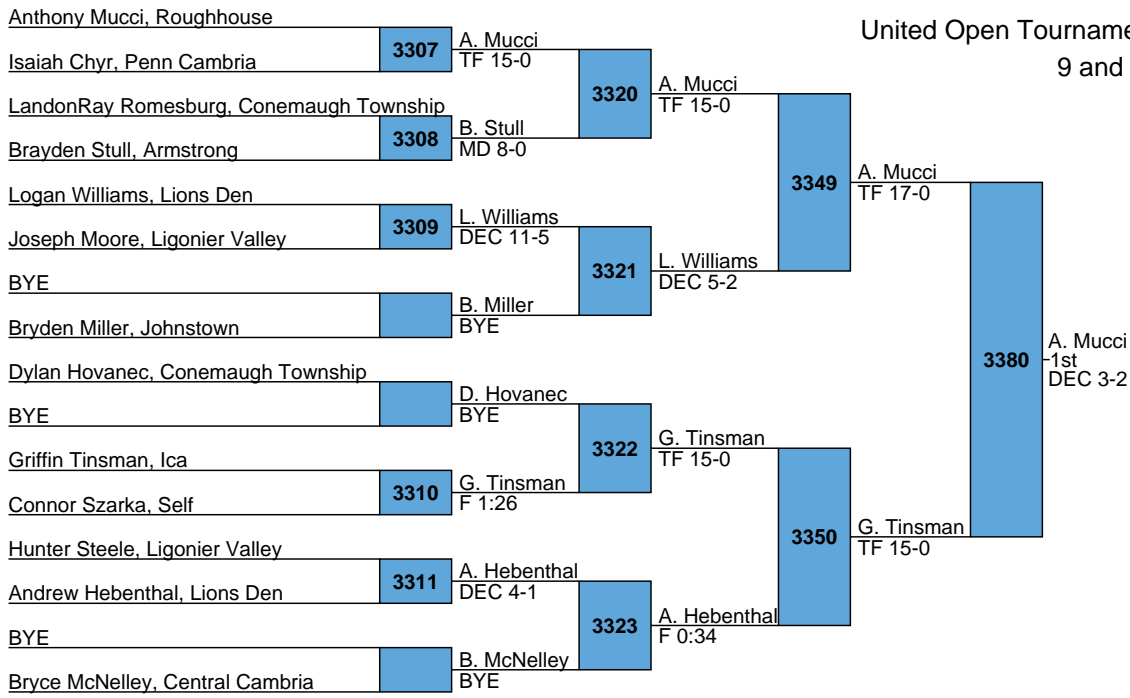 United Open Tourname
9 and
Anthony Mucci, Roughhouse
3307
A. Mucci
TF 15-0
Isaiah Chyr, Penn Cambria
3320
A. Mucci
TF 15-0
LandonRay Romesburg, Conemaugh Township
3308
B. Stull
MD 8-0
Brayden Stull, Armstrong
3349
A. Mucci
TF 17-0
Logan Williams, Lions Den
3309
L. Williams
DEC 11-5
Joseph Moore, Ligonier Valley
3321
L. Williams
DEC 5-2
BYE
B. Miller
BYE
Bryden Miller, Johnstown
3380
A. Mucci
1st
DEC 3-2
Dylan Hovanec, Conemaugh Township
D. Hovanec
BYE
BYE
3322
G. Tinsman
TF 15-0
Griffin Tinsman, Ica
3310
G. Tinsman
F 1:26
Connor Szarka, Self
3350
G. Tinsman
TF 15-0
Hunter Steele, Ligonier Valley
3311
A. Hebenthal
DEC 4-1
Andrew Hebenthal, Lions Den
3323
A. Hebenthal
F 0:34
BYE
B. McNelley
BYE
Bryce McNelley, Central Cambria